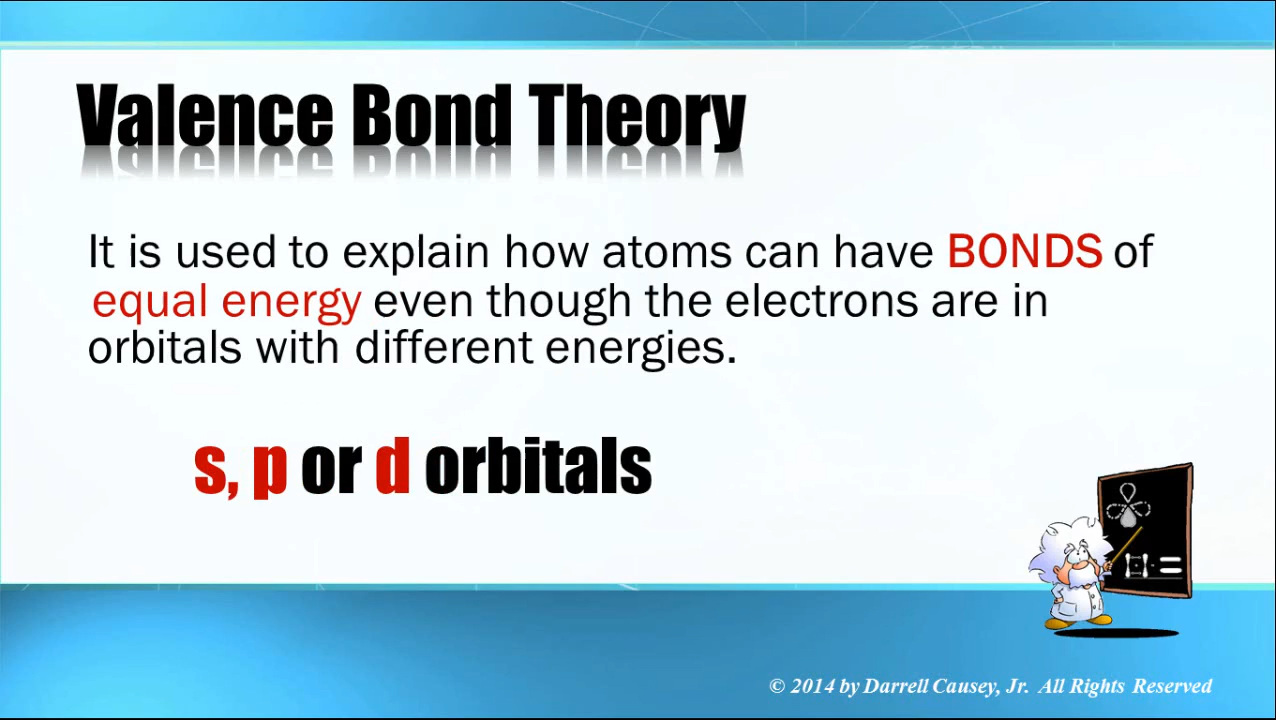 Valence Bond Theory
It is used to explain how atoms can have BONDS of
equal energy even though the electrons are in
orbitals with different energies.
s, p or d orbitals
© 2014 by Darrell Causey, Jr. All Rights Reserved